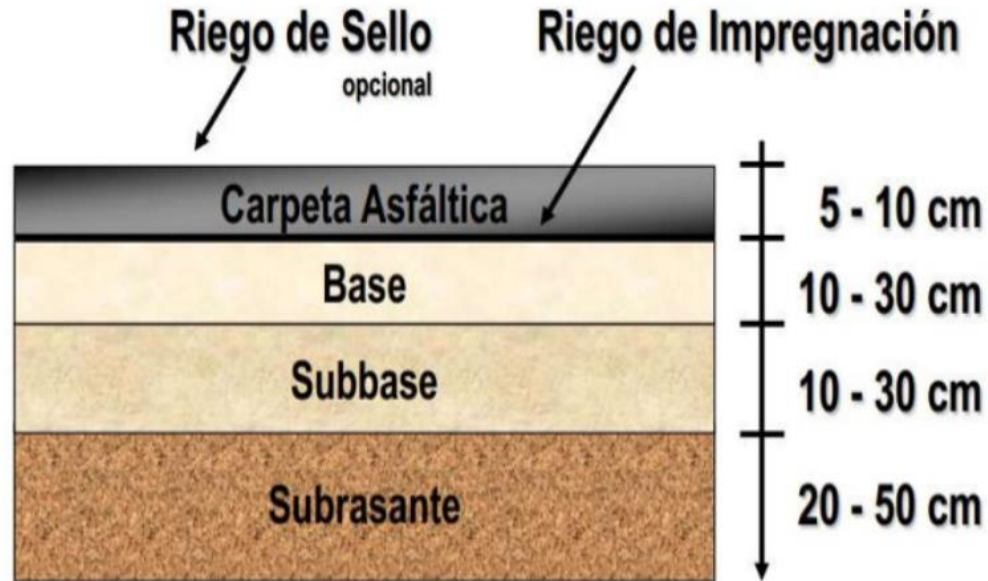 Riego de Sello
opcional
Riego de Impregnación
Carpeta Asfáltica
5 - 10 cm
Base
10 - 30 cm
Subbase
10 - 30 cm
Subrasante
20 - 50 cm